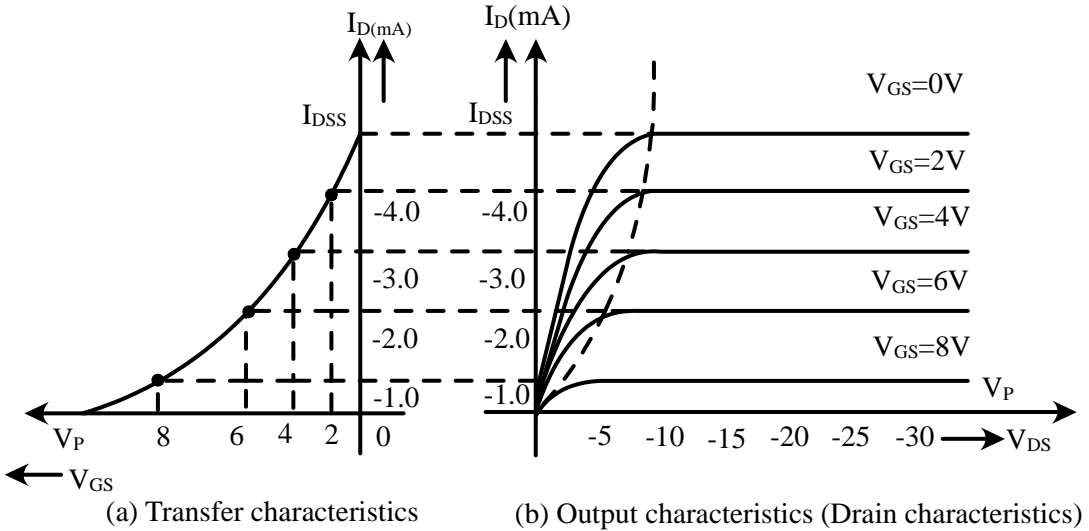 I_D(mA)
I_D(mA)
I_DSS
I_DSS
V_GS=0V
V_GS=2V
-4.0
-4.0
V_GS=4V
-3.0
-3.0
V_GS=6V
-2.0
-2.0
V_GS=8V
-1.0
-1.0
V_P
V_P
8
6
4
2
0
-5
-10
-15
-20
-25
-30
V_DS
V_GS
(a) Transfer characteristics
(b) Output characteristics (Drain characteristics)